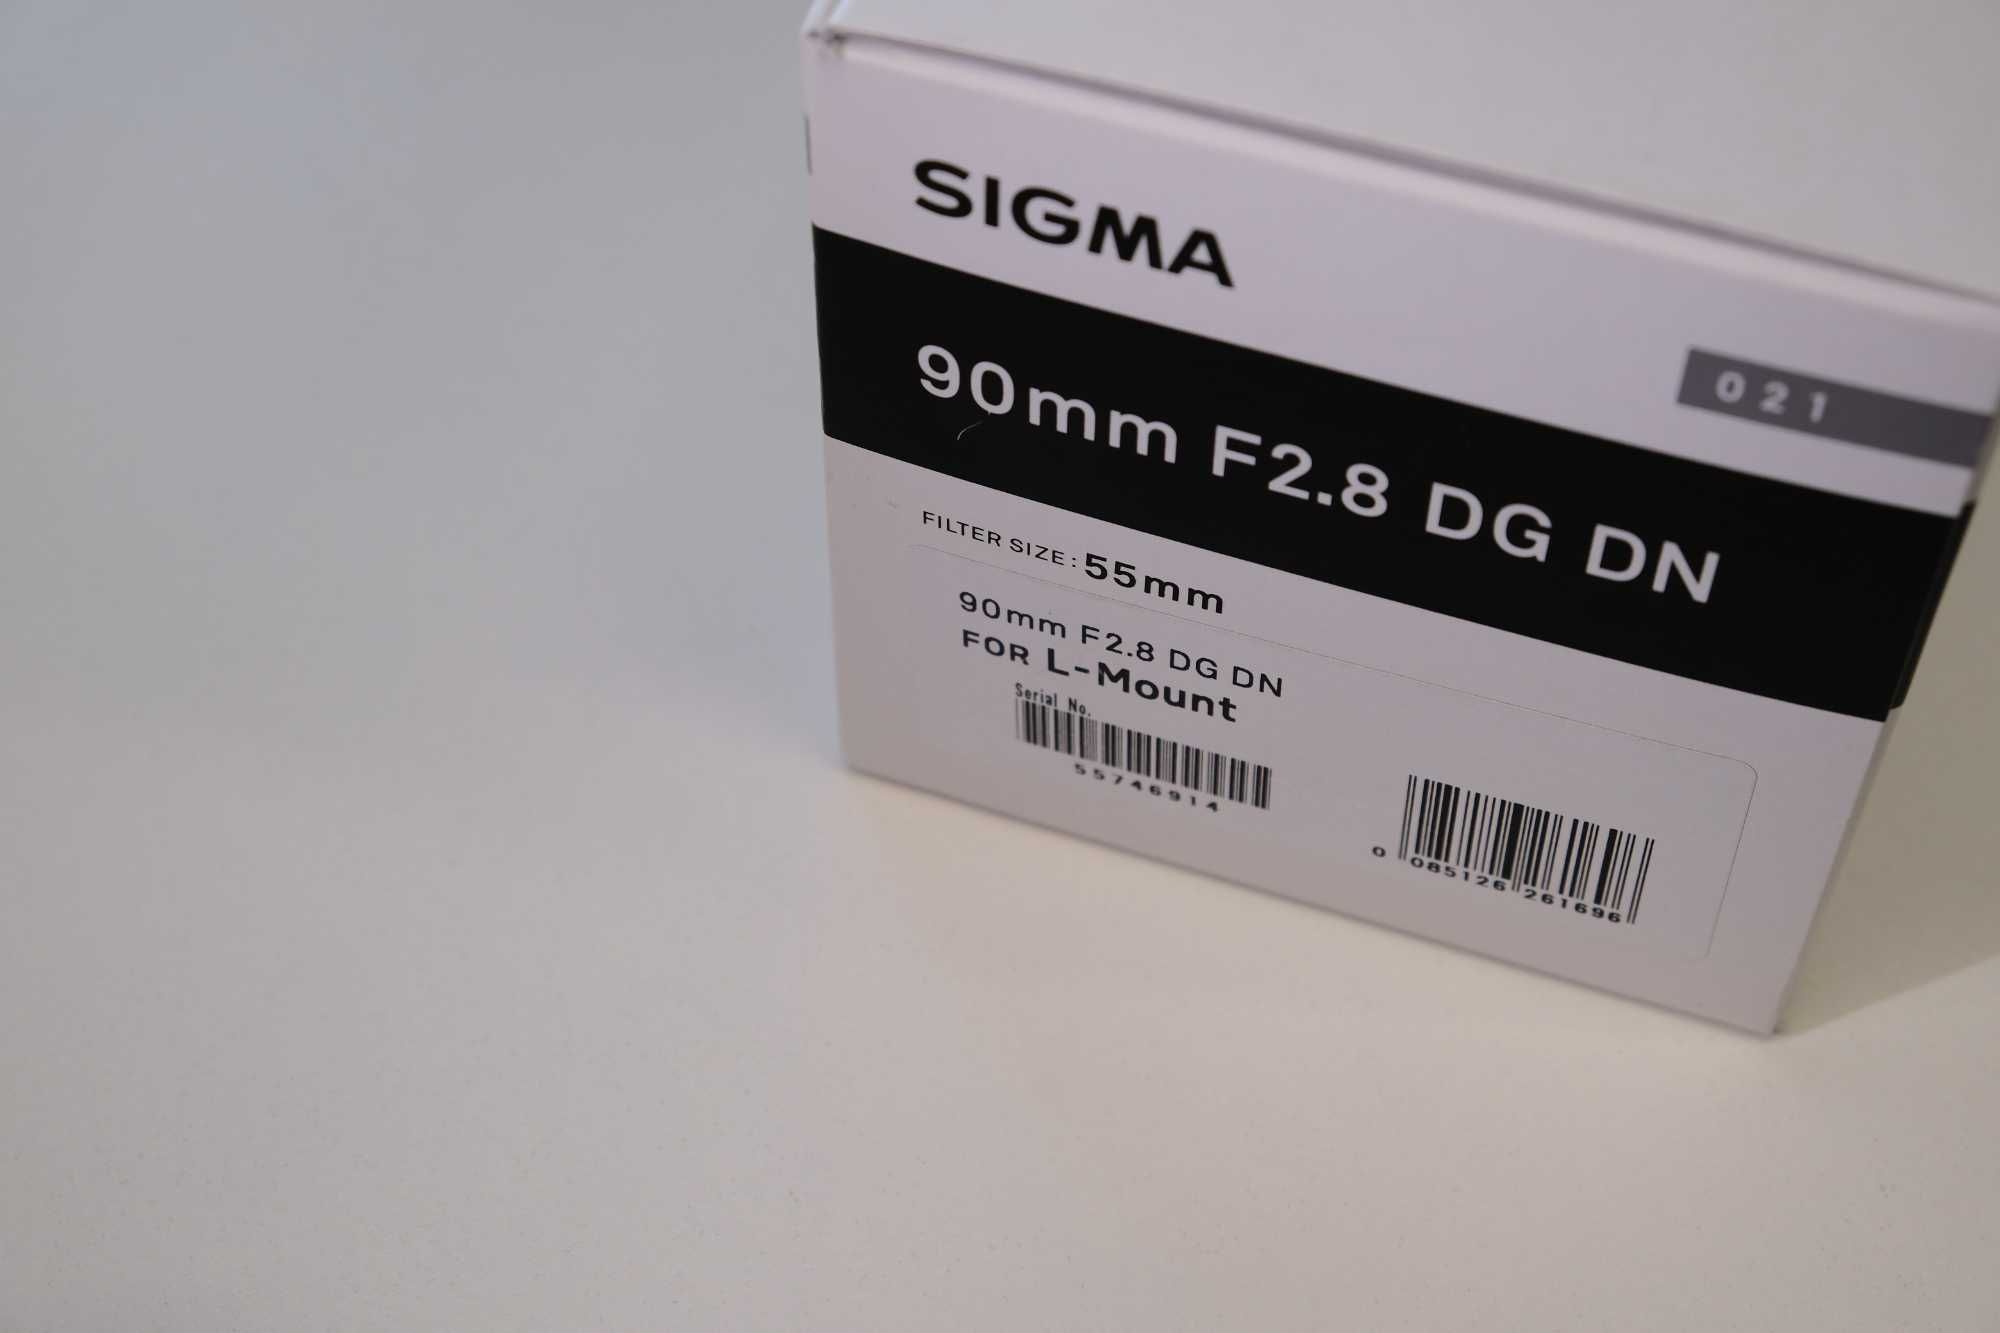 SIGMA
021
90mm F2.8 DG DN
FILTER SIZE: 55mm
90mm F2.8 DG DN
FOR L-Mount
Serial No.
55746914
0 085126 261696